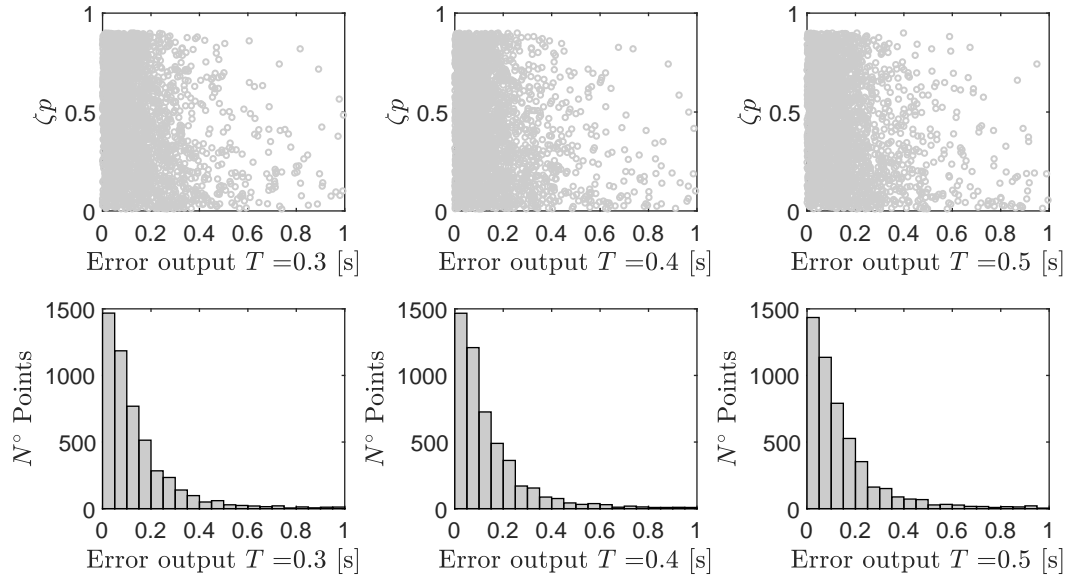 1
0.5
0
ζp
0 0.2 0.4 0.6 0.8 1
Error output T =0.3 [s]
1
0.5
0
ζp
0 0.2 0.4 0.6 0.8 1
Error output T =0.4 [s]
1
0.5
0
ζp
0 0.2 0.4 0.6 0.8 1
Error output T =0.5 [s]
1500
1000
500
0
N° Points
0 0.2 0.4 0.6 0.8 1
Error output T =0.3 [s]
1500
1000
500
0
N° Points
0 0.2 0.4 0.6 0.8 1
Error output T =0.4 [s]
1500
1000
500
0
N° Points
0 0.2 0.4 0.6 0.8 1
Error output T =0.5 [s]